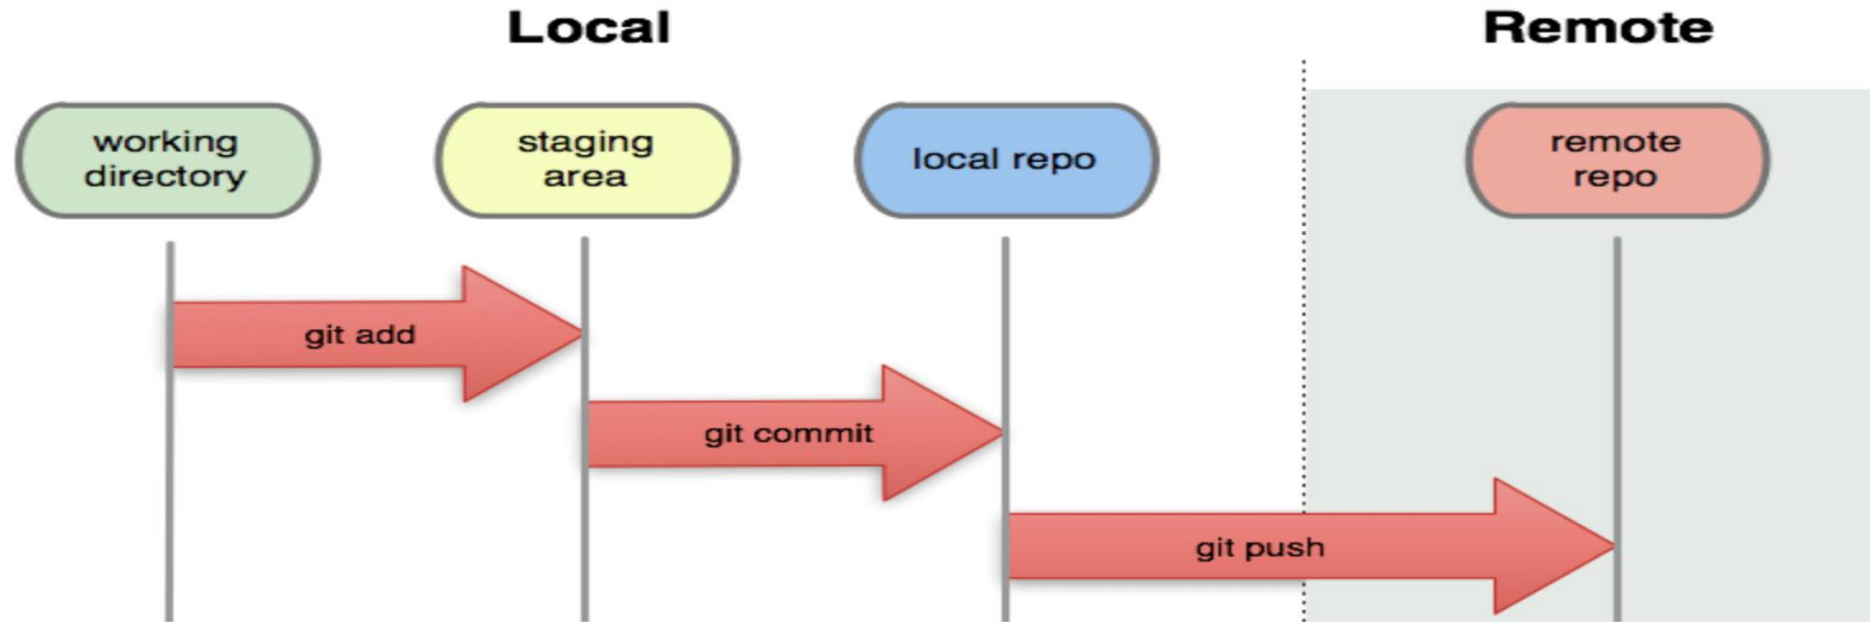 Local
Remote
working
directory
staging
area
local repo
remote
repo
git add
git commit
git push